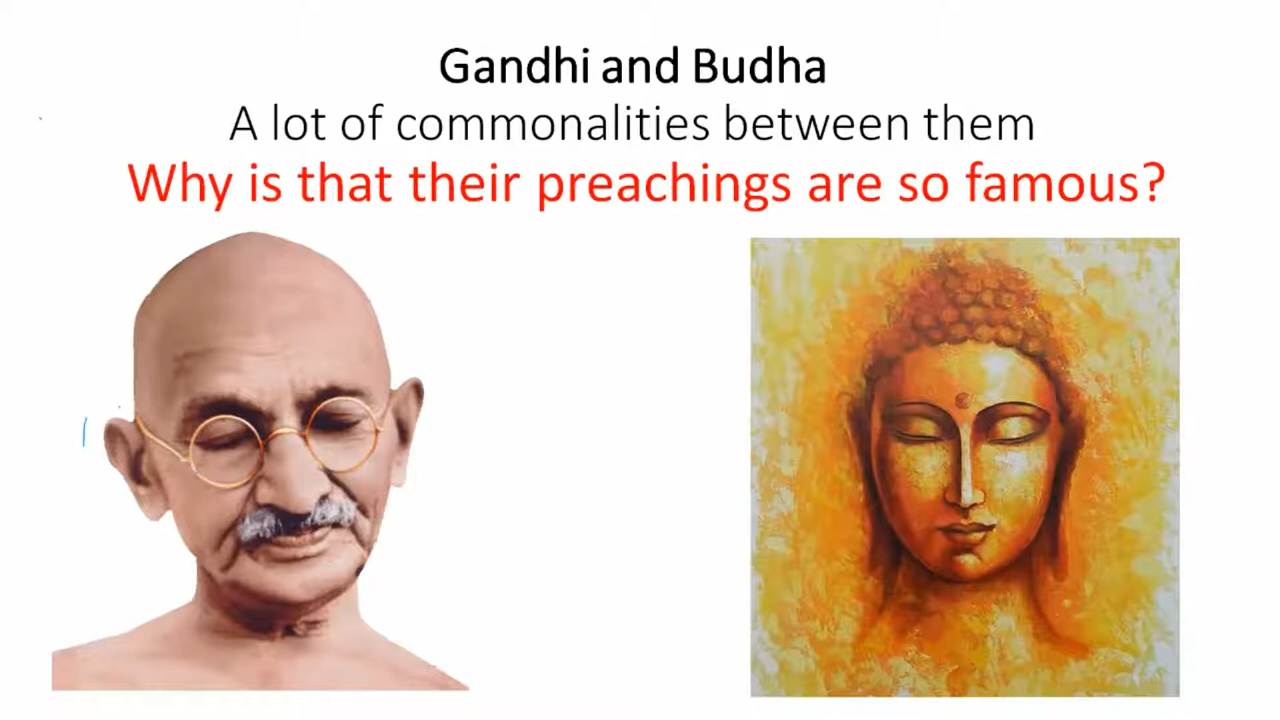 Gandhi and Budha
A lot of commonalities between them
Why is that their preachings are so famous?